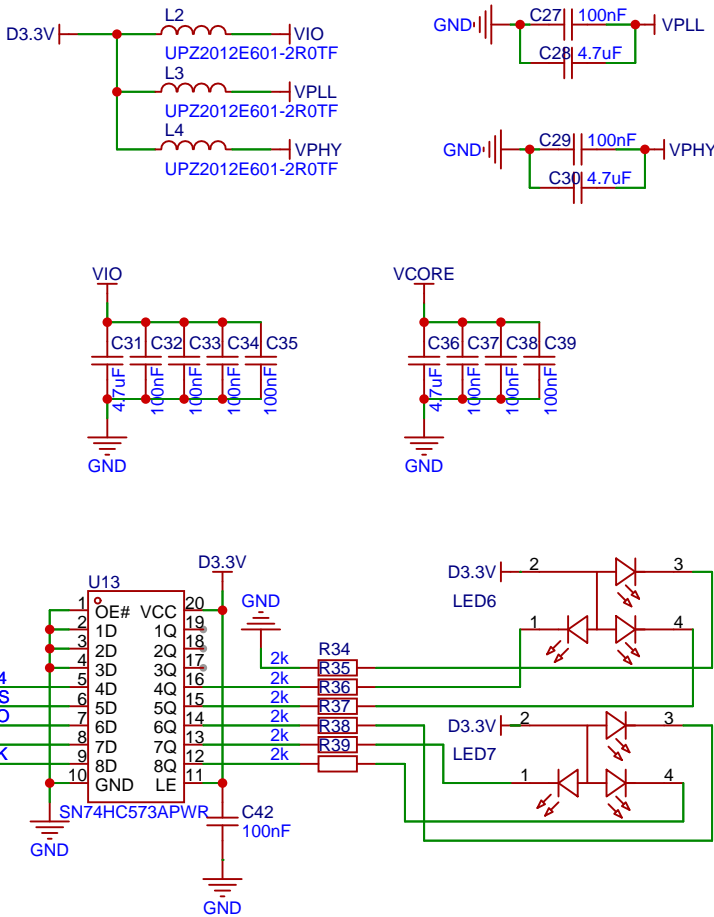 L2
D3.3V
VIO
UPZ2012E601-2R0TF
L3
VPLL
UPZ2012E601-2R0TF
L4
VPHY
UPZ2012E601-2R0TF
C27 100nF
GND
VPLL
C28 4.7uF
C29 100nF
GND
VPHY
C30 4.7uF
VIO
C31 C32 C33 C34 C35
4.7uF 100nF 100nF 100nF 100nF
GND
VCORE
C36 C37 C38 C39
4.7uF 100nF 100nF 100nF
GND
U13
D3.3V
1 OE# VCC 20
2 1D 1Q 19
3 2D 2Q 18
4 3D 3Q 17
4
5 4D 4Q 16
S
6 5D 5Q 15
O
7 6D 6Q 14
8 7D 7Q 13
K
9 8D 8Q 12
10 GND LE 11
SN74HC573APWR
GND
C42
100nF
GND
GND
2k R34
2k R35
2k R36
2k R37
2k R38
2k R39
D3.3V 2 3
LED6
1 4
D3.3V 2 3
LED7
1 4